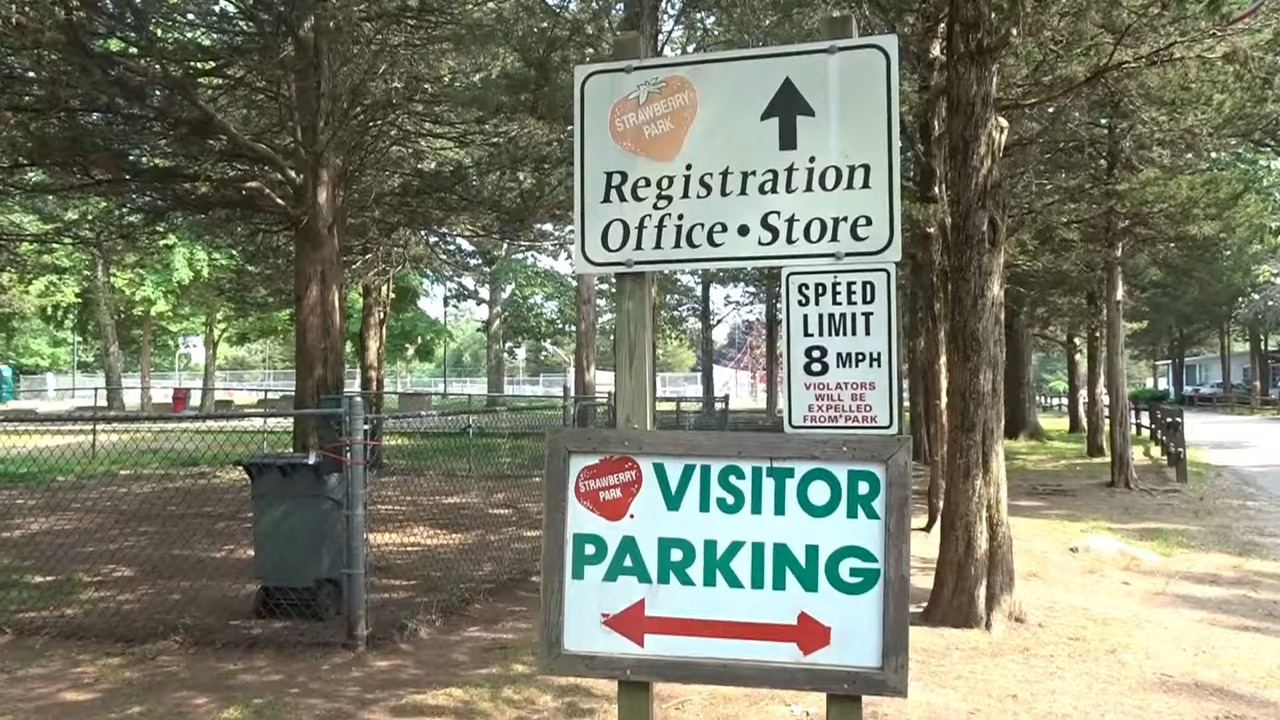 STRAWBERRY
PARK
Registration
Office • Store
SPEED
LIMIT
8 MPH
VIOLATORS
WILL BE
EXPELLED
FROM PARK
STRAWBERRY
PARK
VISITOR
PARKING